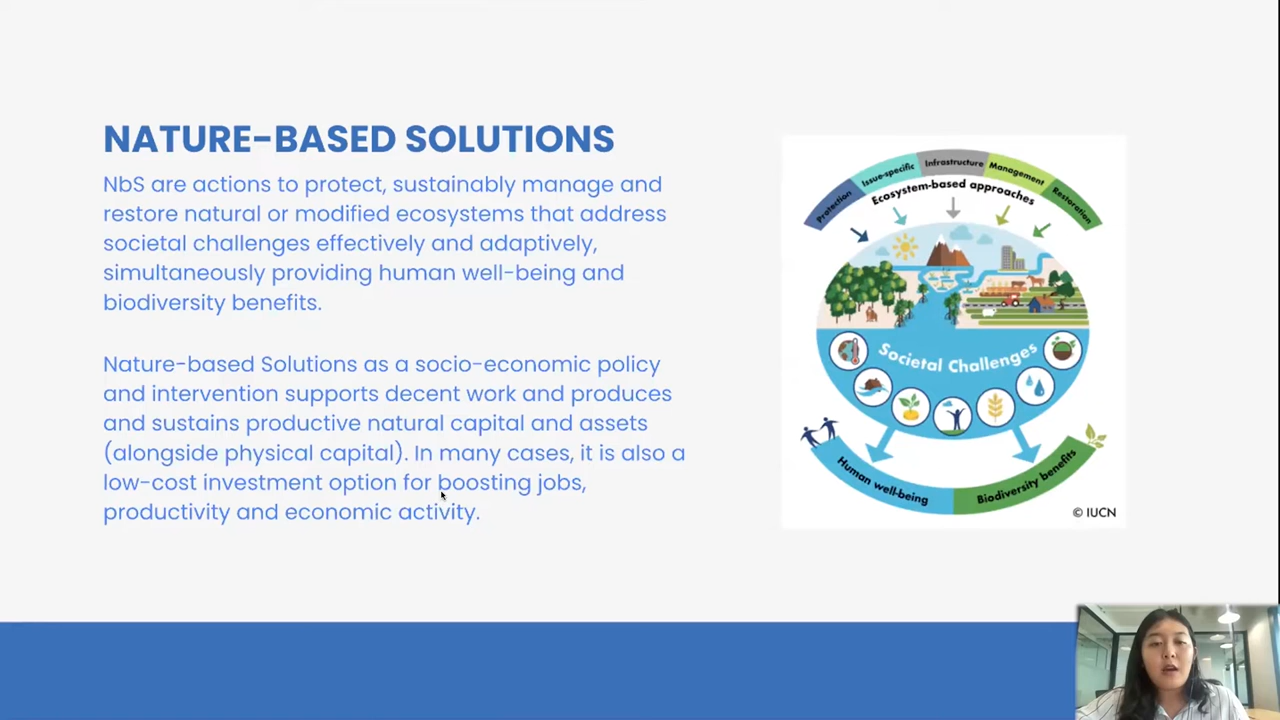 NATURE-BASED SOLUTIONS
NbS are actions to protect, sustainably manage and
restore natural or modified ecosystems that address
societal challenges effectively and adaptively,
simultaneously providing human well-being and
biodiversity benefits.
Nature-based Solutions as a socio-economic policy
and intervention supports decent work and produces
and sustains productive natural capital and assets
(alongside physical capital). In many cases, it is also a
low-cost investment option for boosting jobs,
productivity and economic activity.
Protection
Issue-specific
Infrastructure
Management
Restoration
Ecosystem-based approaches
Societal Challenges
Human well-being
Biodiversity benefits
© IUCN